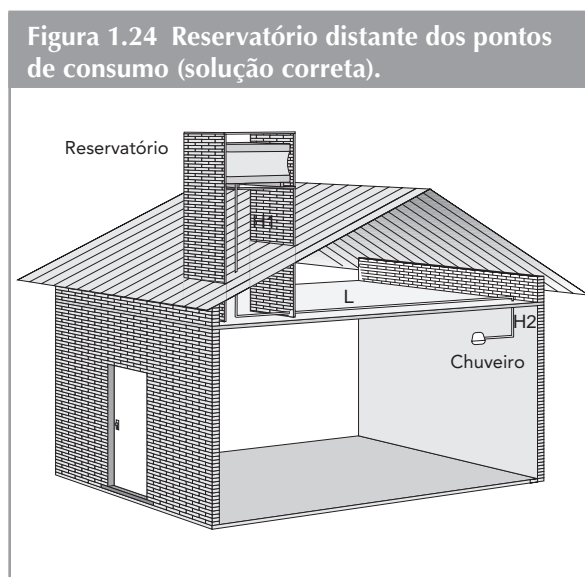 Figura 1.24 Reservatório distante dos pontos
de consumo (solução correta).
Reservatório
H1
L
H2
Chuveiro